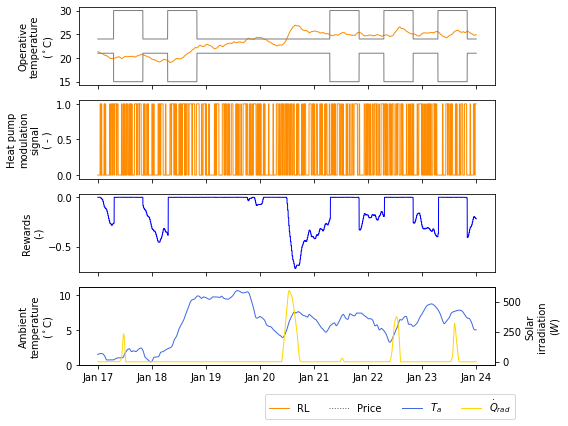 Operative
temperature
(°C)
30
25
20
15
Heat pump
modulation
signal
( - )
1.0
0.5
0.0
Rewards
(-)
0.0
−0.5
Ambient
temperature
(°C)
10
5
0
500
250
0
Solar
irradiation
(W)
Jan 17 Jan 18 Jan 19 Jan 20 Jan 21 Jan 22 Jan 23 Jan 24
RL Price Tₐ Q̇rad